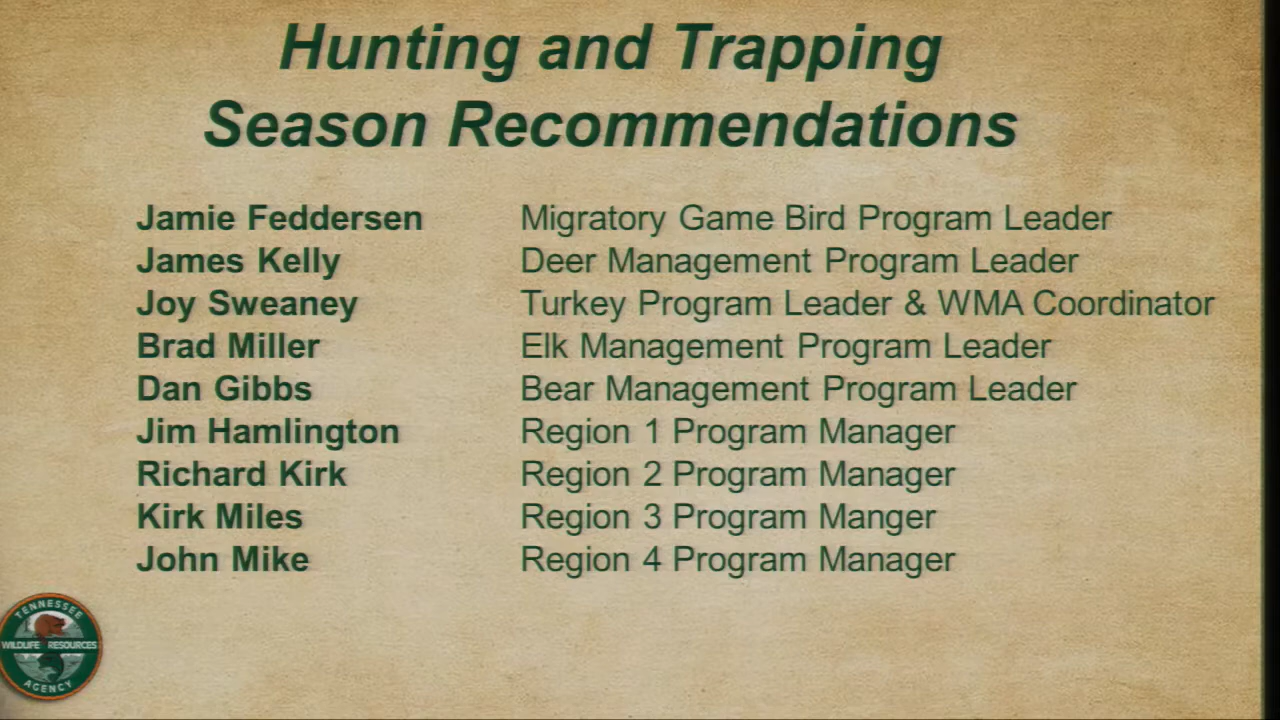 Hunting and Trapping
Season Recommendations
Jamie Feddersen Migratory Game Bird Program Leader
James Kelly Deer Management Program Leader
Joy Sweaney Turkey Program Leader & WMA Coordinator
Brad Miller Elk Management Program Leader
Dan Gibbs Bear Management Program Leader
Jim Hamlington Region 1 Program Manager
Richard Kirk Region 2 Program Manager
Kirk Miles Region 3 Program Manger
John Mike Region 4 Program Manager
TENNESSEE
WILDLIFE RESOURCES
AGENCY